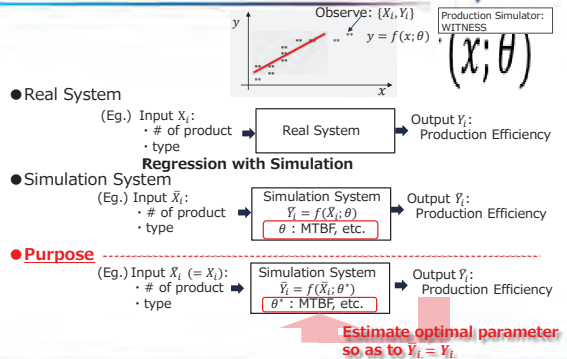 Observe: {Xᵢ, Yᵢ}
Production Simulator:
WITNESS
y
y = f(x; θ)
(x; θ)
x
●Real System
(Eg.) Input Xᵢ:
・# of product
・type
Real System
Output Yᵢ:
Production Efficiency
Regression with Simulation
●Simulation System
(Eg.) Input X̄ᵢ:
・# of product
・type
Simulation System
Ȳᵢ = f(X̄ᵢ; θ)
θ : MTBF, etc.
Output Ȳᵢ:
Production Efficiency
●Purpose
(Eg.) Input X̄ᵢ (= Xᵢ):
・# of product
・type
Simulation System
Ȳᵢ = f(X̄ᵢ; θ*)
θ* : MTBF, etc.
Output Ȳᵢ:
Production Efficiency
Estimate optimal parameter
so as to Ȳᵢ = Yᵢ